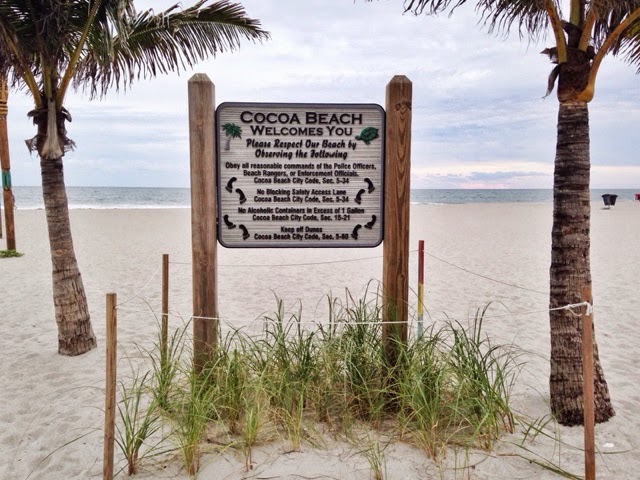 COCOA BEACH
WELCOMES YOU
Please Respect Our Beach by
Observing the Following
Obey all reasonable commands of the Police Officers,
Beach Rangers, or Enforcement Officials.
Cocoa Beach City Code, Sec. 5-34
No Blocking Safety Access Lane
Cocoa Beach City Code, Sec. 5-34
No Alcoholic Containers in Excess of 1 Gallon
Cocoa Beach City Code, Sec. 15-21
Keep off Dunes
Cocoa Beach City Code, Sec. 5-60